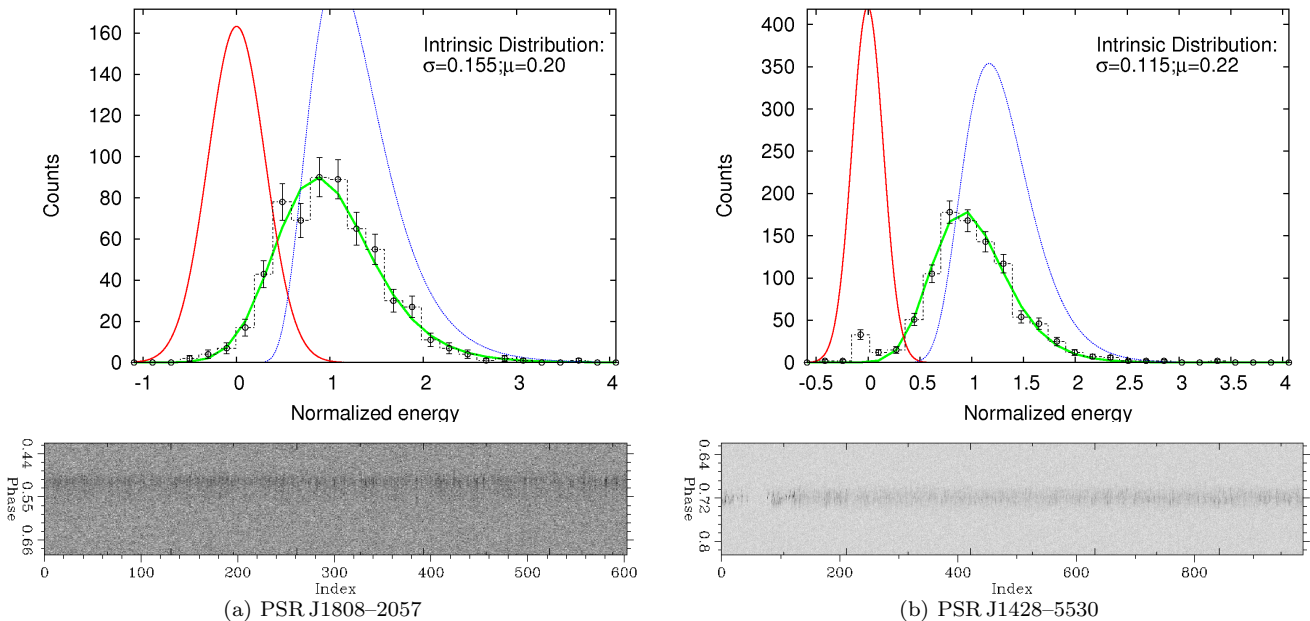 Intrinsic Distribution:
σ=0.155;μ=0.20
Counts
160
140
120
100
80
60
40
20
0
-1 0 1 2 3 4
Normalized energy
Phase
0.44
0.55
0.66
0 100 200 300 400 500 600
Index
(a) PSR J1808–2057
Intrinsic Distribution:
σ=0.115;μ=0.22
Counts
400
350
300
250
200
150
100
50
0
-0.5 0 0.5 1 1.5 2 2.5 3 3.5 4
Normalized energy
Phase
0.64
0.72
0.8
0 200 400 600 800
Index
(b) PSR J1428–5530